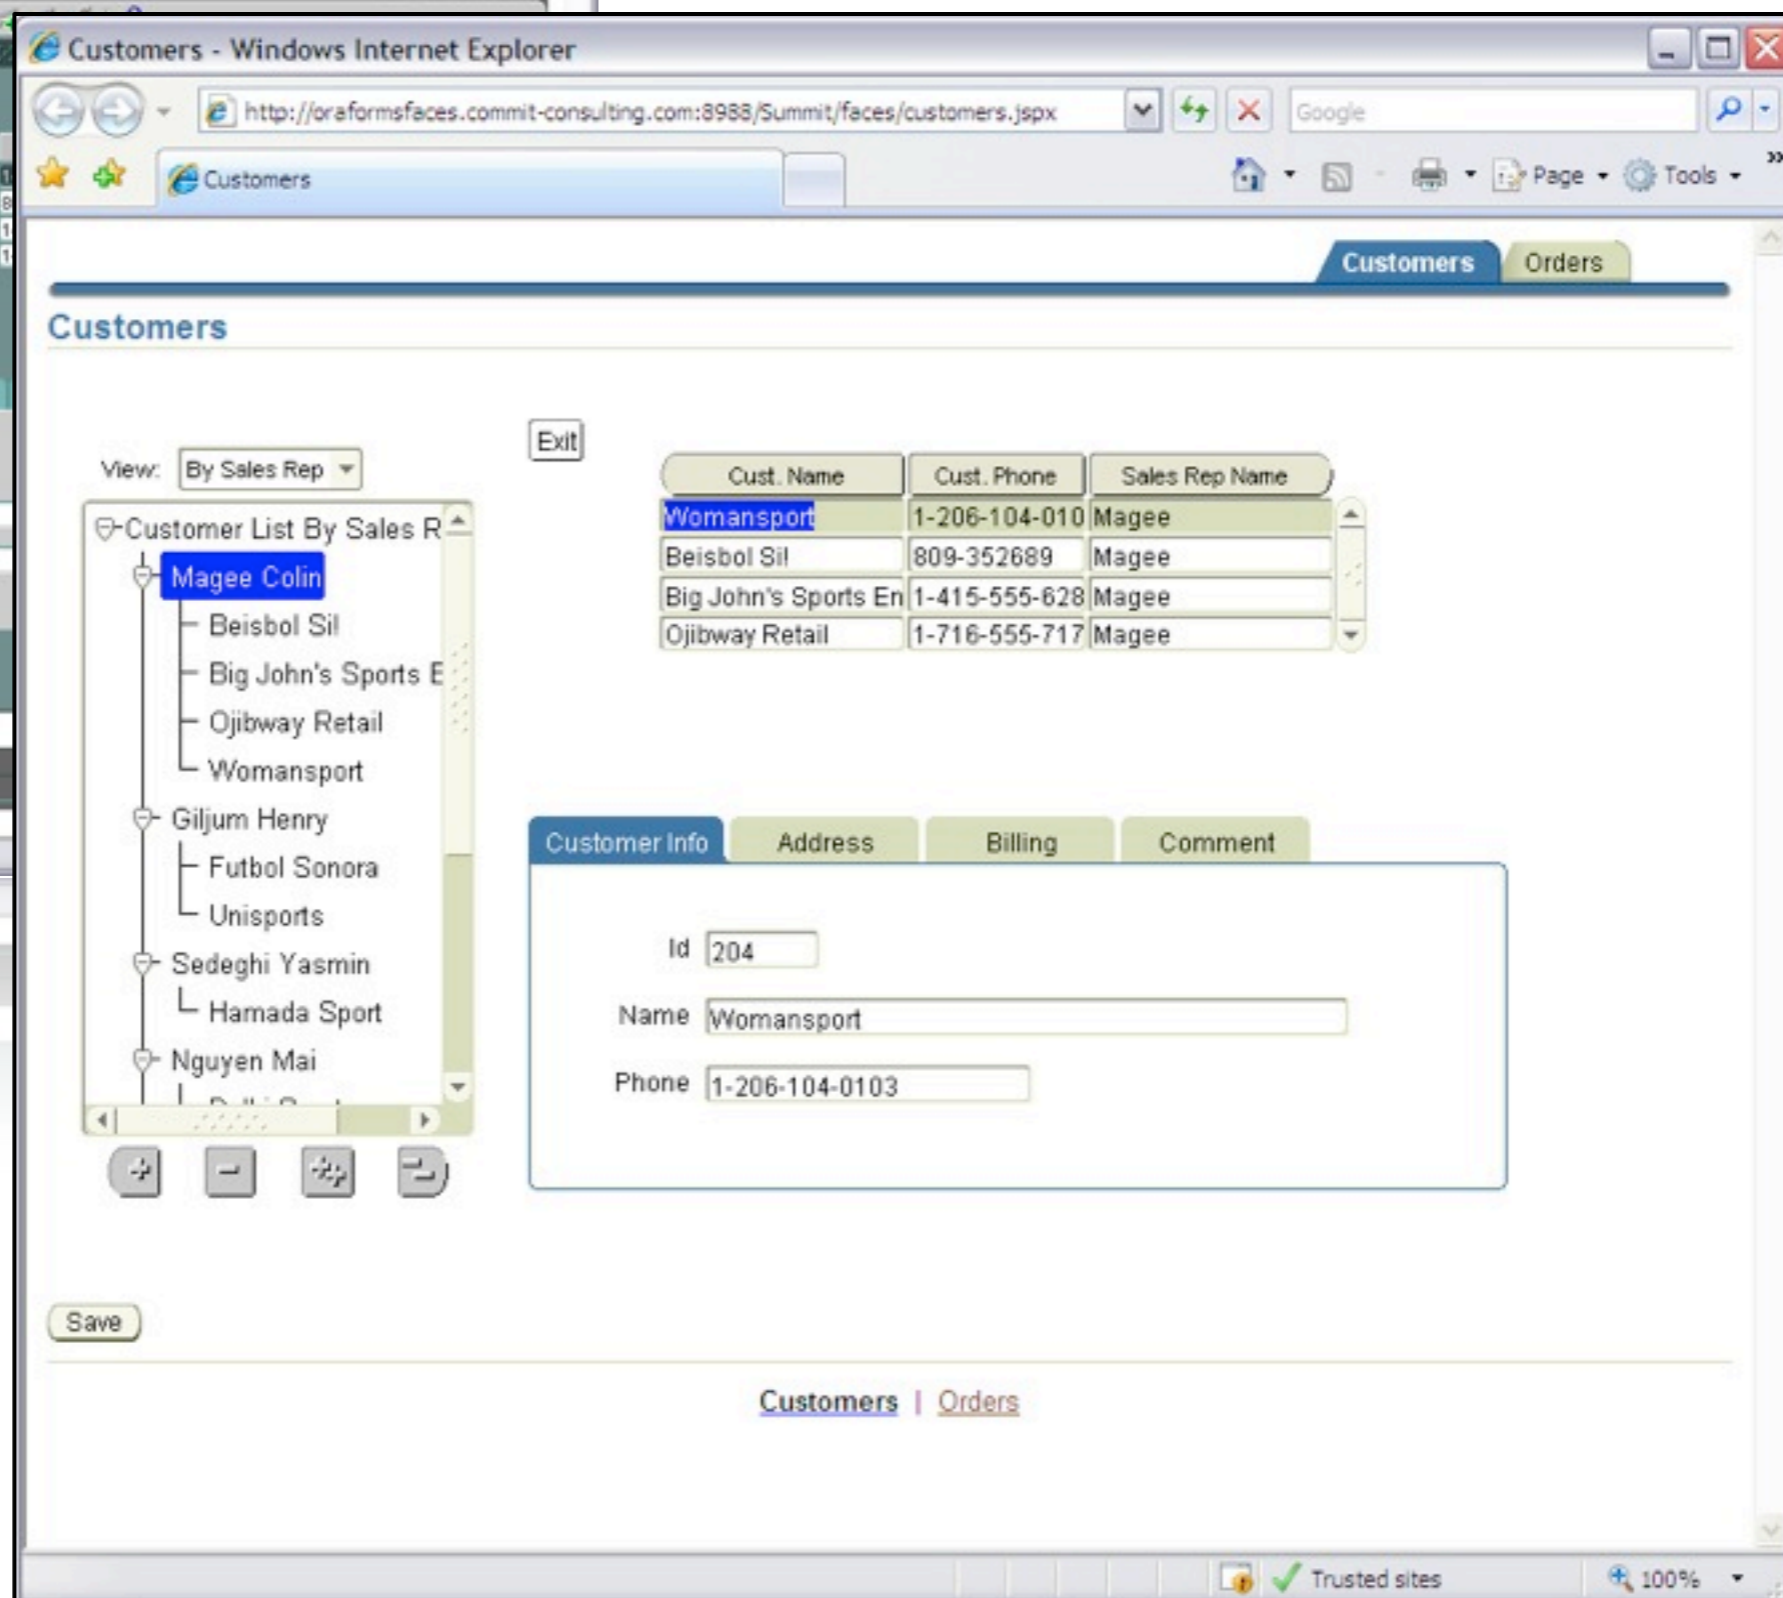 Customers - Windows Internet Explorer
http://oraformsfaces.commit-consulting.com:8988/Summit/faces/customers.jspx
Google
Customers
Page
Tools
Customers
Orders
Customers
Exit
View:
By Sales Rep
Customer List By Sales R
Magee Colin
Beisbol Si!
Big John's Sports E
Ojibway Retail
Womansport
Giljum Henry
Futbol Sonora
Unisports
Sedeghi Yasmin
Hamada Sport
Nguyen Mai
Cust. Name Cust. Phone Sales Rep Name
Womansport 1-206-104-010 Magee
Beisbol Si! 809-352689 Magee
Big John's Sports En 1-415-555-628 Magee
Ojibway Retail 1-716-555-717 Magee
Customer Info Address Billing Comment
Id 204
Name Womansport
Phone 1-206-104-0103
Save
Customers | Orders
Trusted sites
100%